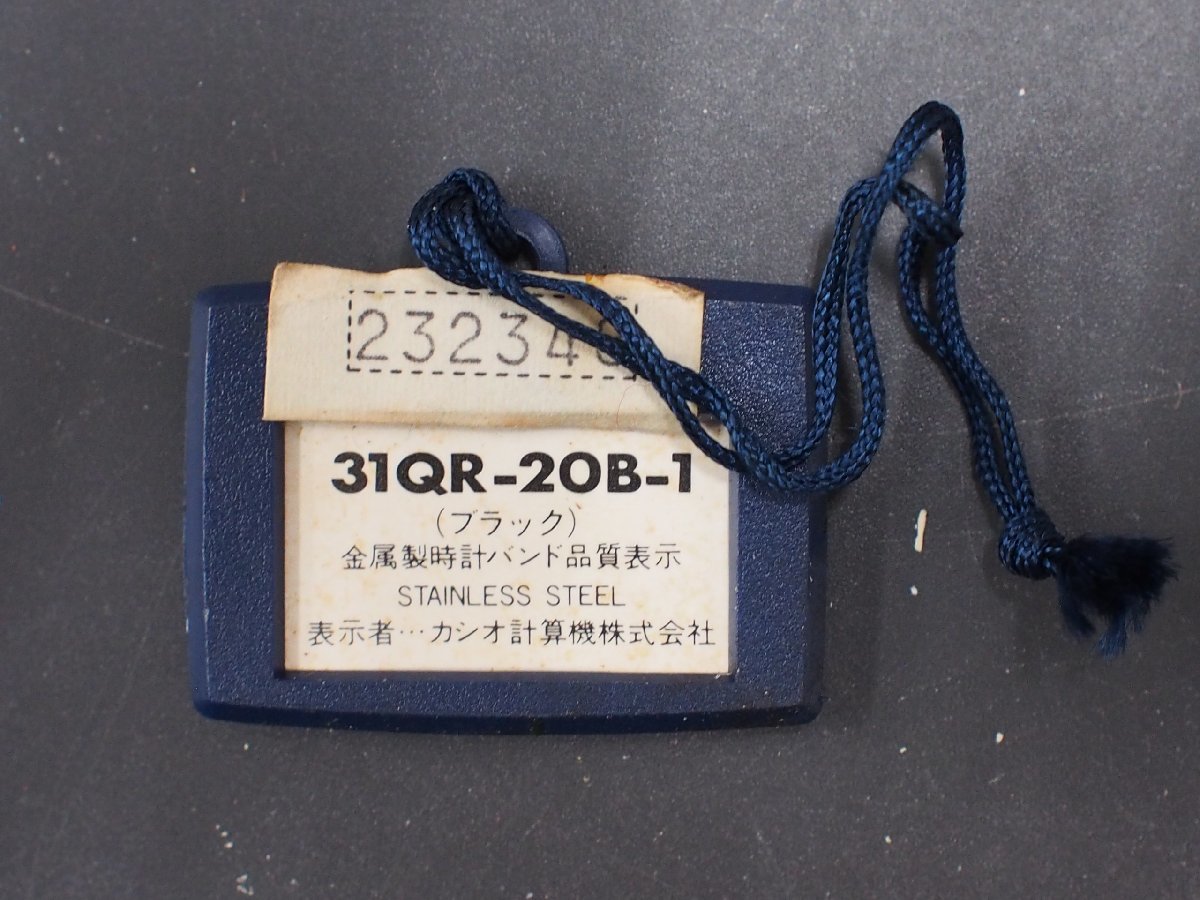 31QR-20B-1
(ブラック)
金属製時計バンド品質表示
STAINLESS STEEL
表示者…カシオ計算機株式会社